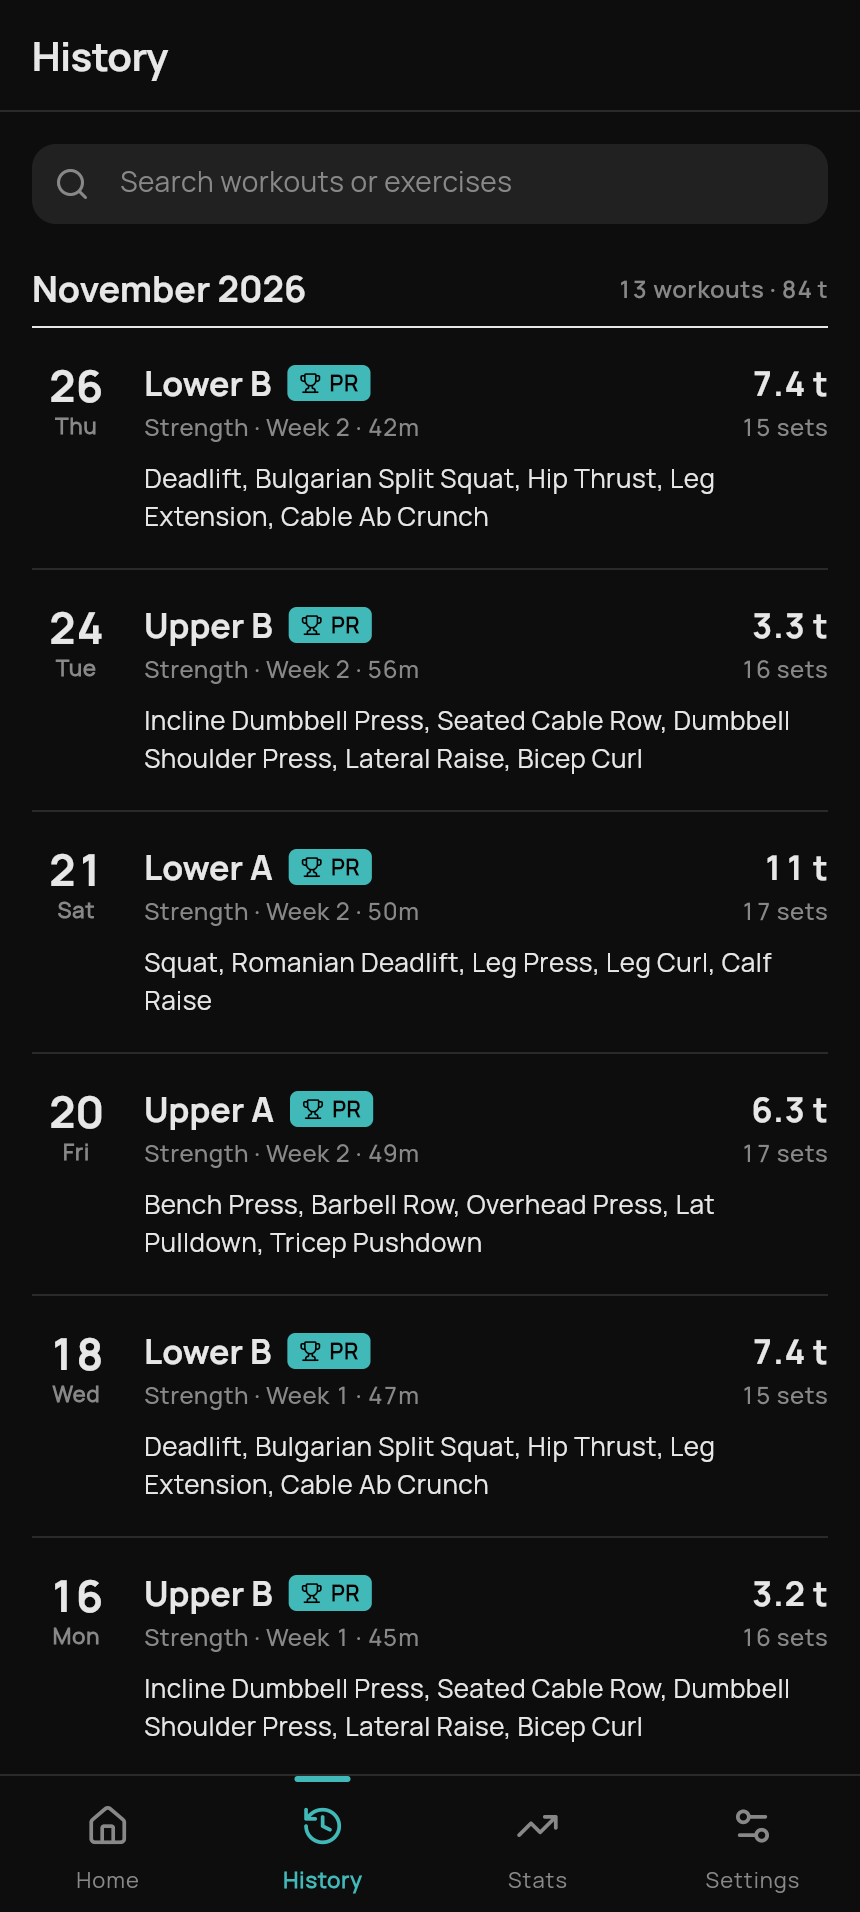 History
Search workouts or exercises
November 2026
13 workouts · 84 t
26
Thu
Lower B
PR
7.4 t
Strength · Week 2 · 42m
15 sets
Deadlift, Bulgarian Split Squat, Hip Thrust, Leg
Extension, Cable Ab Crunch
24
Tue
Upper B
PR
3.3 t
Strength · Week 2 · 56m
16 sets
Incline Dumbbell Press, Seated Cable Row, Dumbbell
Shoulder Press, Lateral Raise, Bicep Curl
21
Sat
Lower A
PR
11 t
Strength · Week 2 · 50m
17 sets
Squat, Romanian Deadlift, Leg Press, Leg Curl, Calf
Raise
20
Fri
Upper A
PR
6.3 t
Strength · Week 2 · 49m
17 sets
Bench Press, Barbell Row, Overhead Press, Lat
Pulldown, Tricep Pushdown
18
Wed
Lower B
PR
7.4 t
Strength · Week 1 · 47m
15 sets
Deadlift, Bulgarian Split Squat, Hip Thrust, Leg
Extension, Cable Ab Crunch
16
Mon
Upper B
PR
3.2 t
Strength · Week 1 · 45m
16 sets
Incline Dumbbell Press, Seated Cable Row, Dumbbell
Shoulder Press, Lateral Raise, Bicep Curl
Home
History
Stats
Settings